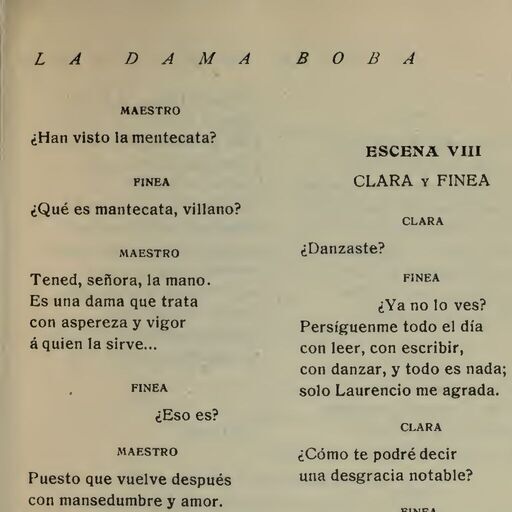 LA DAMA BOBA
MAESTRO
¿Han visto la mentecata?
FINEA
¿Qué es mantecata, villano?
MAESTRO
Tened, señora, la mano.
Es una dama que trata
con aspereza y vigor
á quien la sirve...
FINEA
¿Eso es?
MAESTRO
Puesto que vuelve después
con mansedumbre y amor.
ESCENA VIII
CLARA Y FINEA
CLARA
¿Danzaste?
FINEA
¿Ya no lo ves?
Persíguenme todo el día
con leer, con escribir,
con danzar, y todo es nada;
solo Laurencio me agrada.
CLARA
¿Cómo te podré decir
una desgracia notable?
FINEA